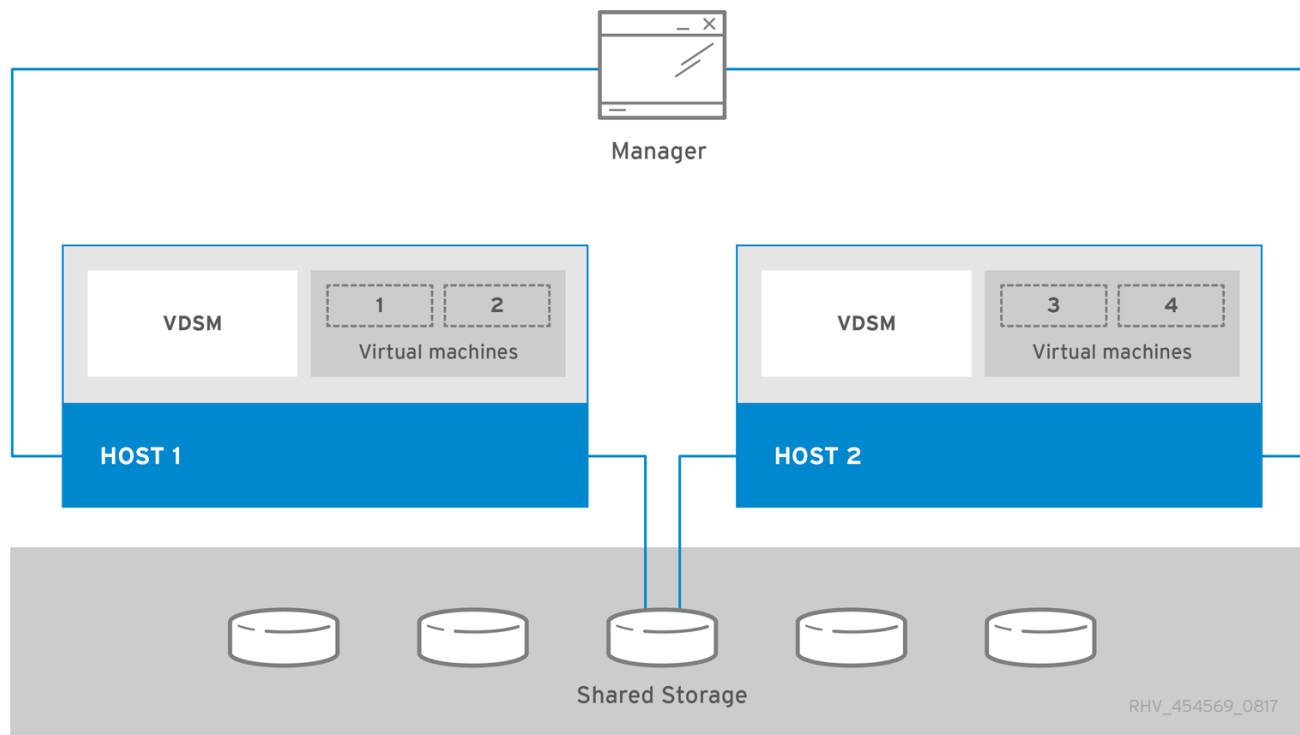 Manager
VDSM
1 2
Virtual machines
HOST 1
VDSM
3 4
Virtual machines
HOST 2
Shared Storage
RHV_454569_0817